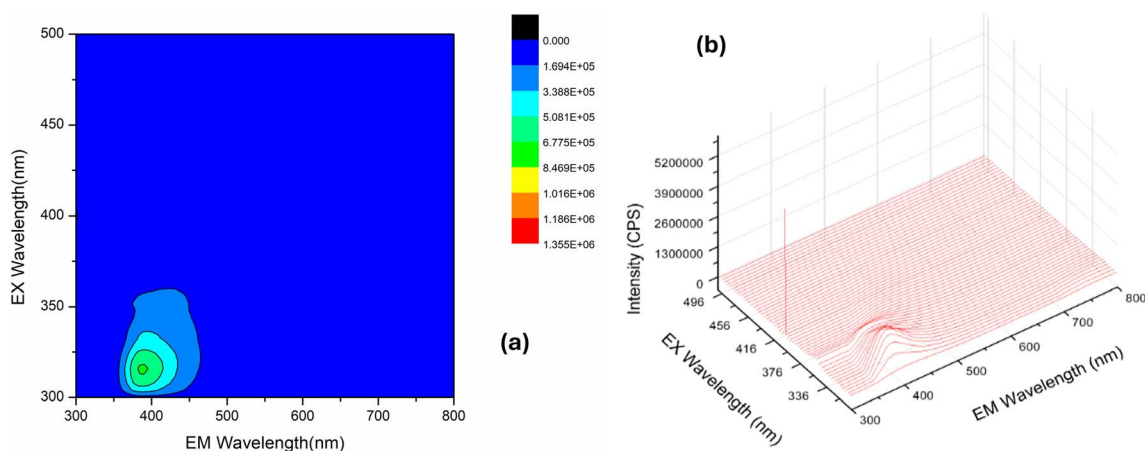 500
450
400
350
300
EX Wavelength(nm)
300 400 500 600 700 800
EM Wavelength(nm)
0.000
1.694E+05
3.388E+05
5.081E+05
6.775E+05
8.469E+05
1.016E+06
1.186E+06
1.355E+06
(a)
(b)
5200000
3900000
2600000
1300000
0
Intensity (CPS)
496
456
416
376
336
EX Wavelength (nm)
300
400
500
600
700
800
EM Wavelength (nm)